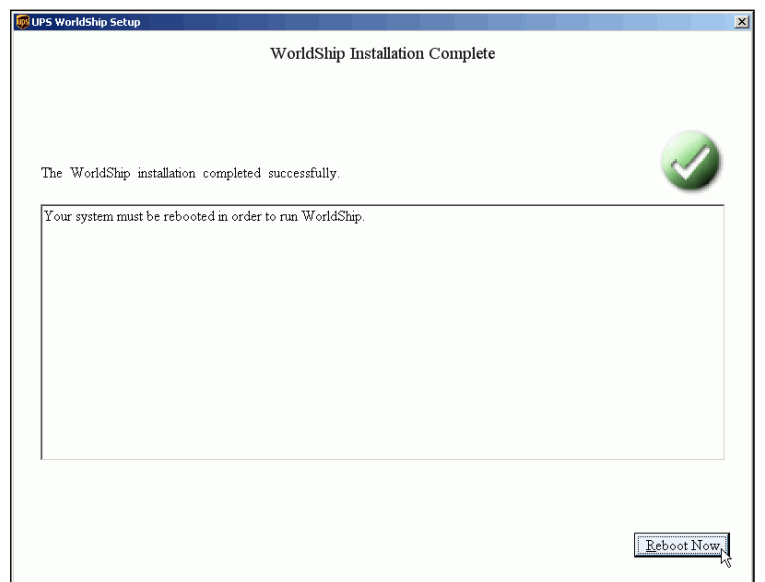 ups UPS WorldShip Setup
WorldShip Installation Complete
The WorldShip installation completed successfully.
Your system must be rebooted in order to run WorldShip.
Reboot Now